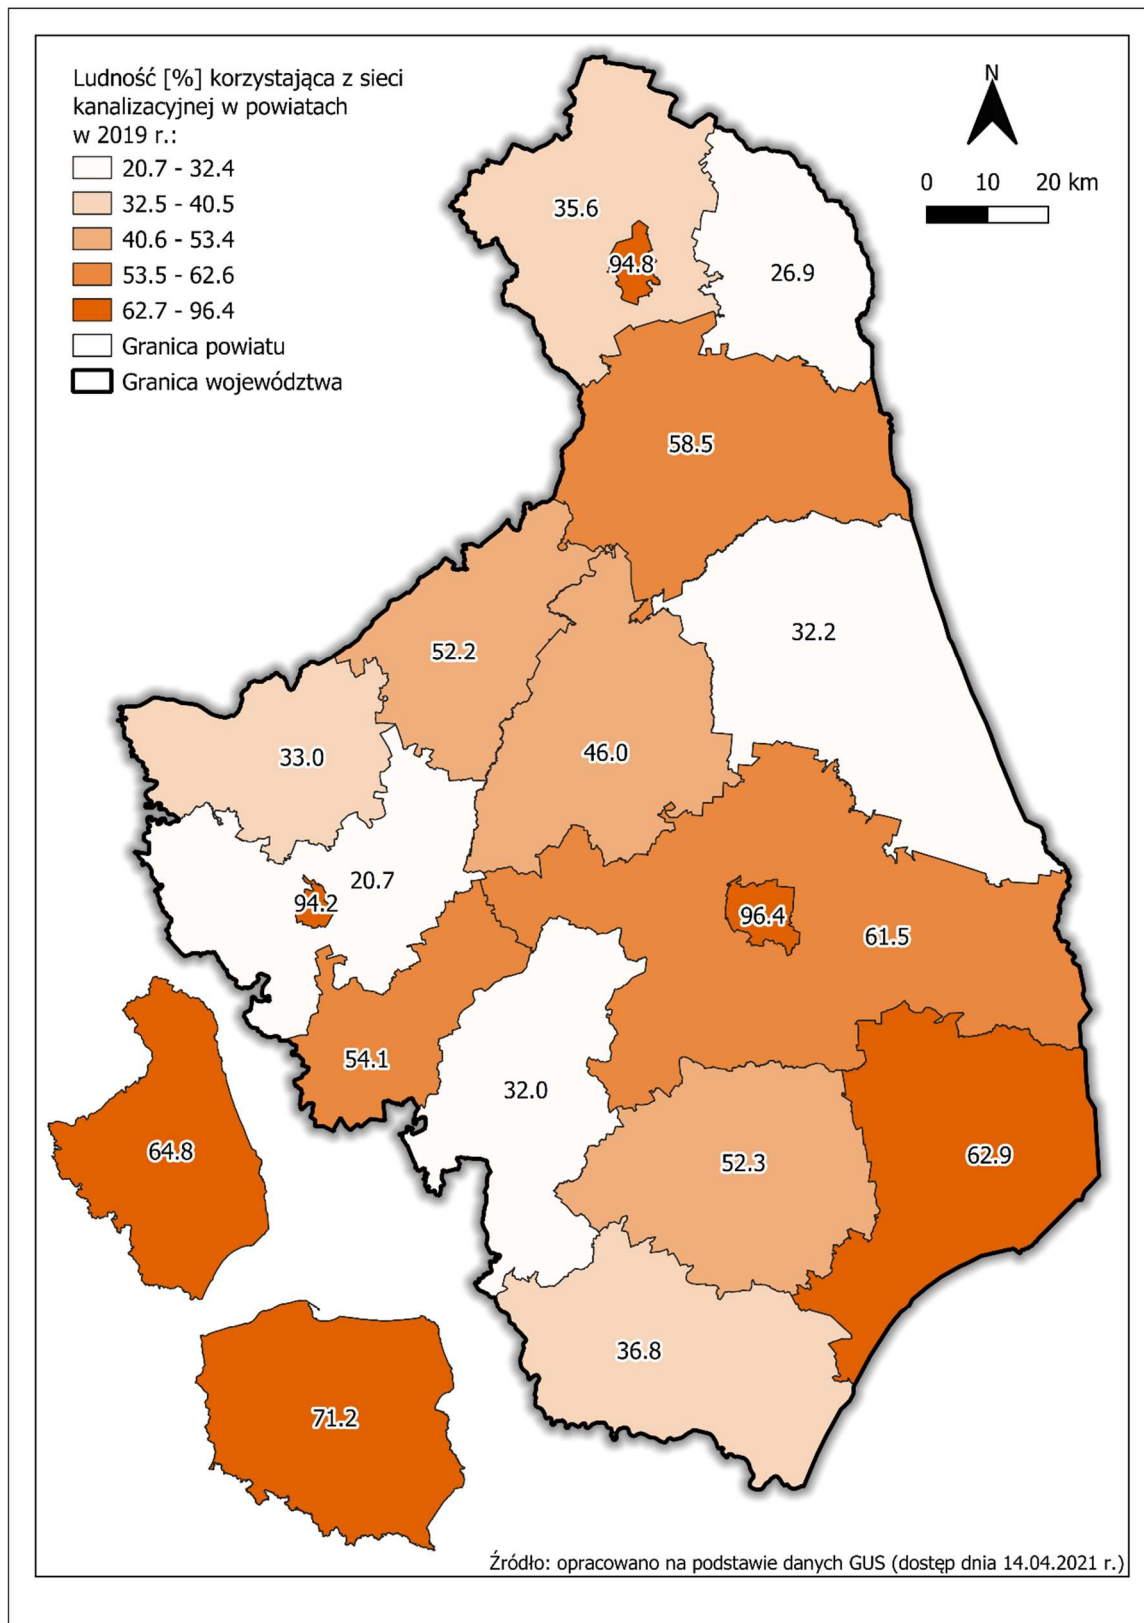 Ludność [%] korzystająca z sieci
kanalizacyjnej w powiatach
w 2019 r.:
20.7 - 32.4
32.5 - 40.5
40.6 - 53.4
53.5 - 62.6
62.7 - 96.4
Granica powiatu
Granica województwa
N
0 10 20 km
35.6
94.8
26.9
58.5
32.2
52.2
46.0
33.0
20.7
94.2
96.4
61.5
54.1
32.0
52.3
62.9
64.8
36.8
71.2
Źródło: opracowano na podstawie danych GUS (dostęp dnia 14.04.2021 r.)